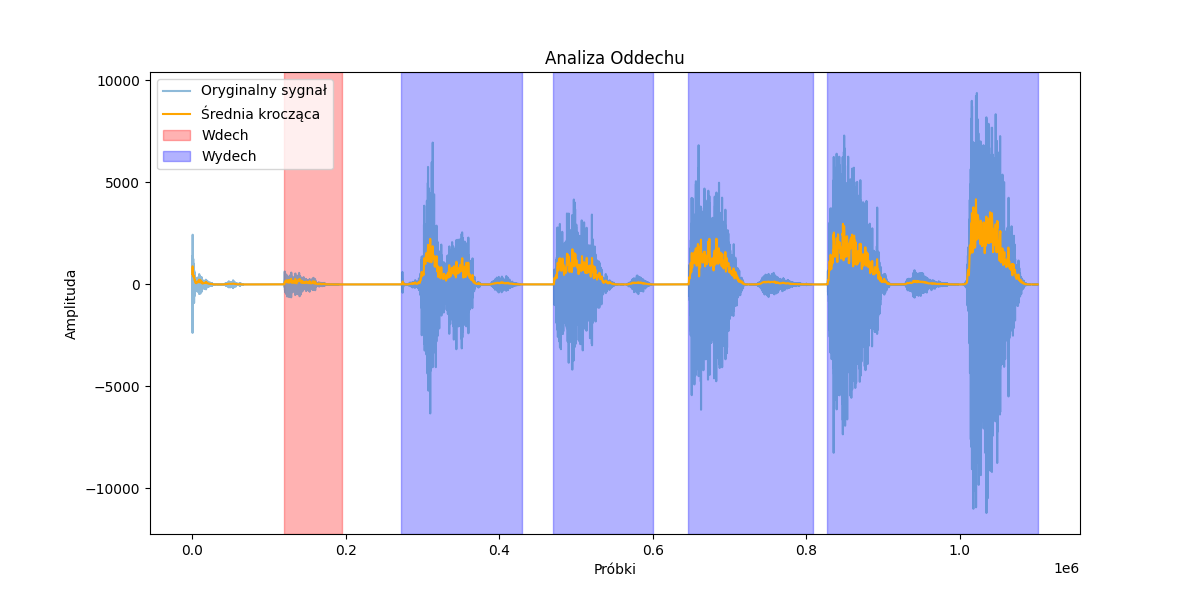 Analiza Oddechu
Oryginalny sygnał
Średnia krocząca
Wdech
Wydech
Amplituda
10000
5000
0
−5000
−10000
0.0 0.2 0.4 0.6 0.8 1.0
1e6
Próbki